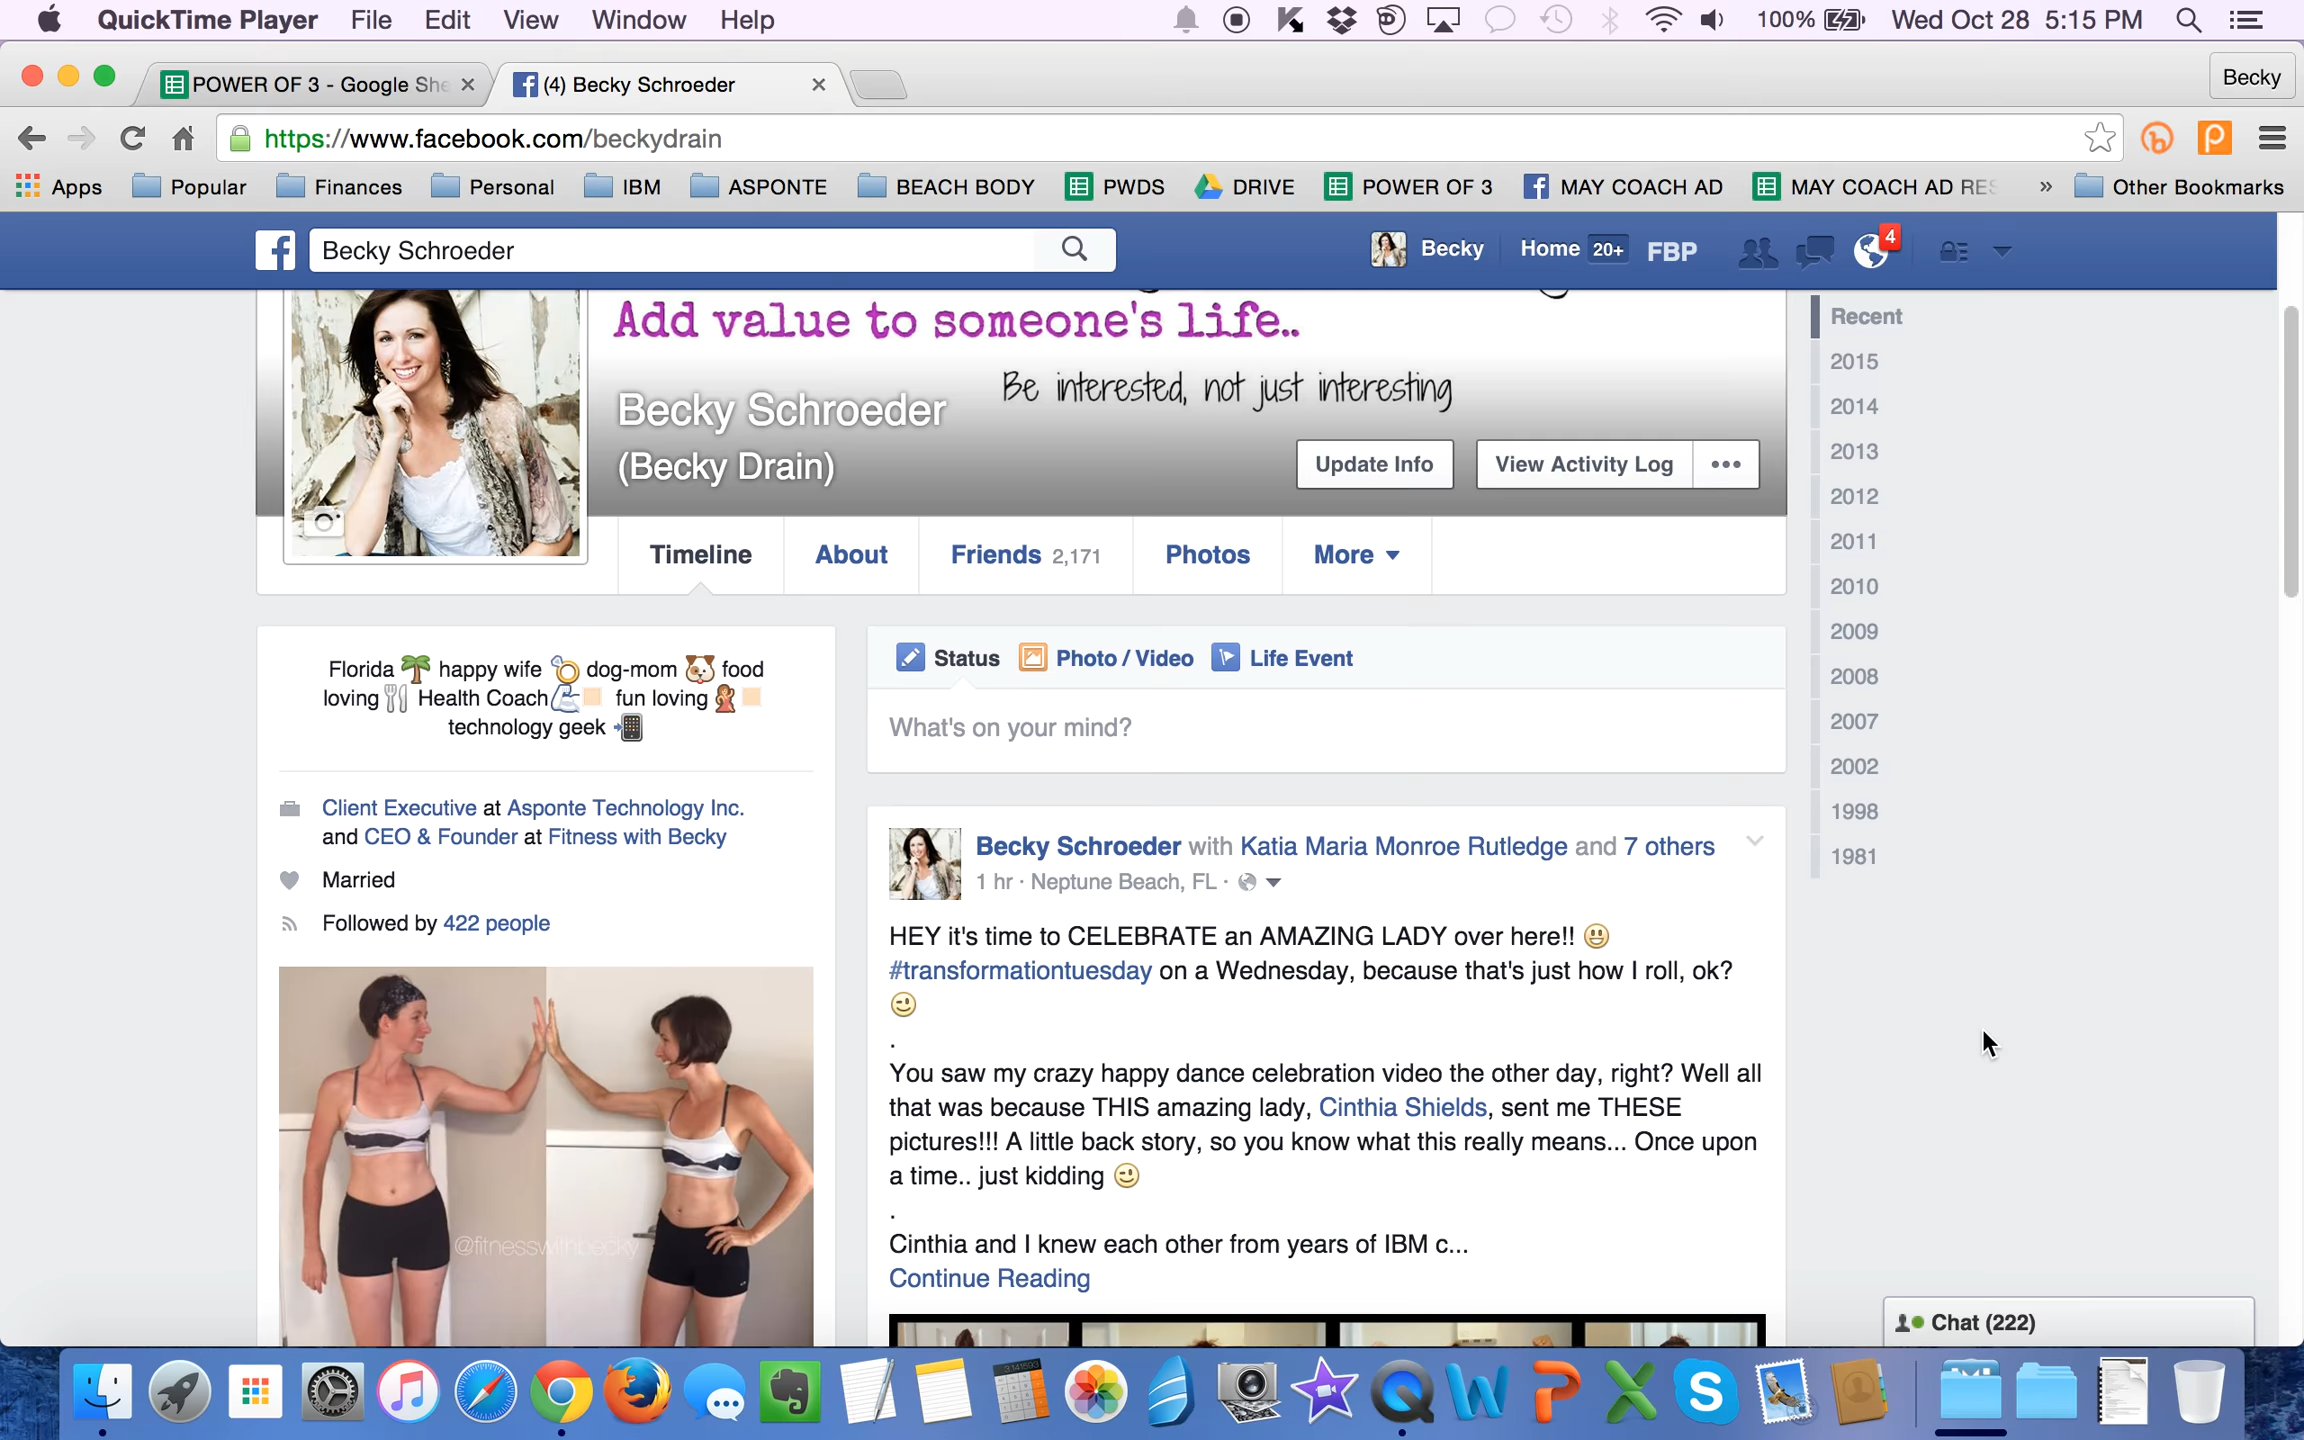 QuickTime Player File Edit View Window Help 100% Wed Oct 28 5:15 PM
POWER OF 3 - Google She (4) Becky Schroeder Becky
https://www.facebook.com/beckydrain
Apps Popular Finances Personal IBM ASPONTE BEACH BODY PWDS DRIVE POWER OF 3 MAY COACH AD MAY COACH AD RES » Other Bookmarks
Becky Schroeder Becky Home 20+ FBP 4
Add value to someone's life..
Be interested, not just interesting
Becky Schroeder
(Becky Drain)
Update Info View Activity Log
Timeline About Friends 2,171 Photos More
Recent
2015
2014
2013
2012
2011
2010
2009
2008
2007
2002
1998
1981
Florida happy wife dog-mom food
loving Health Coach fun loving
technology geek
Client Executive at Asponte Technology Inc.
and CEO & Founder at Fitness with Becky
Married
Followed by 422 people
@fitnesswithbecky
Status Photo / Video Life Event
What's on your mind?
Becky Schroeder with Katia Maria Monroe Rutledge and 7 others
1 hr · Neptune Beach, FL ·
HEY it's time to CELEBRATE an AMAZING LADY over here!! 😃
#transformationtuesday on a Wednesday, because that's just how I roll, ok?
😉
.
You saw my crazy happy dance celebration video the other day, right? Well all
that was because THIS amazing lady, Cinthia Shields, sent me THESE
pictures!!! A little back story, so you know what this really means... Once upon
a time.. just kidding 😉
.
Cinthia and I knew each other from years of IBM c...
Continue Reading
Chat (222)
3.141593